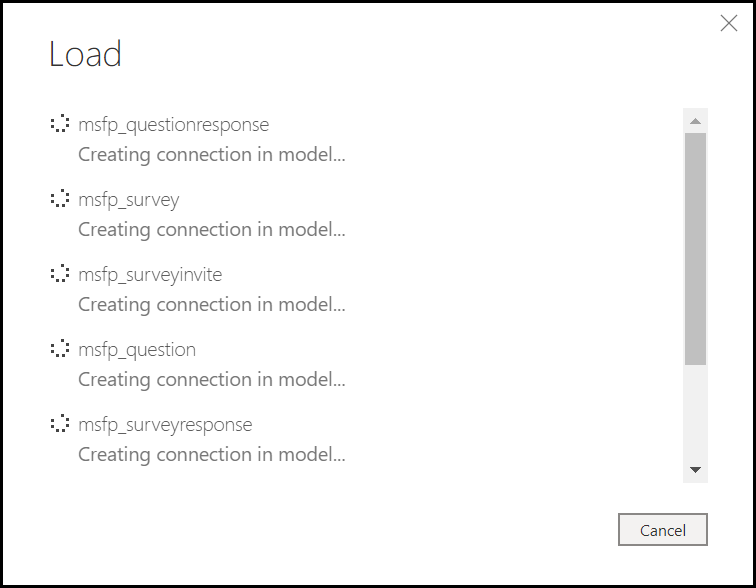 Load
msfp_questionresponse
Creating connection in model...
msfp_survey
Creating connection in model...
msfp_surveyinvite
Creating connection in model...
msfp_question
Creating connection in model...
msfp_surveyresponse
Creating connection in model...
Cancel